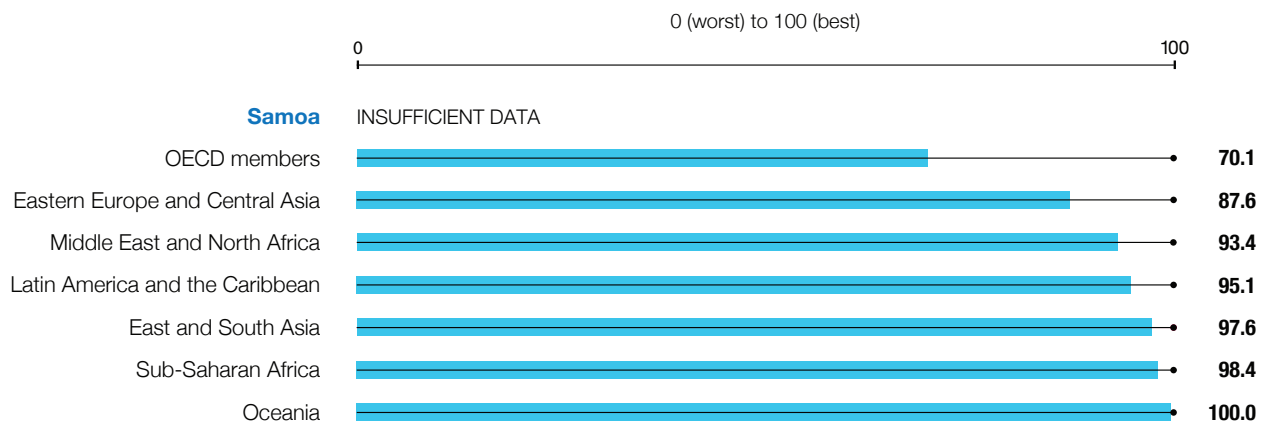 0 (worst) to 100 (best)
0 100
Samoa INSUFFICIENT DATA
OECD members 70.1
Eastern Europe and Central Asia 87.6
Middle East and North Africa 93.4
Latin America and the Caribbean 95.1
East and South Asia 97.6
Sub-Saharan Africa 98.4
Oceania 100.0